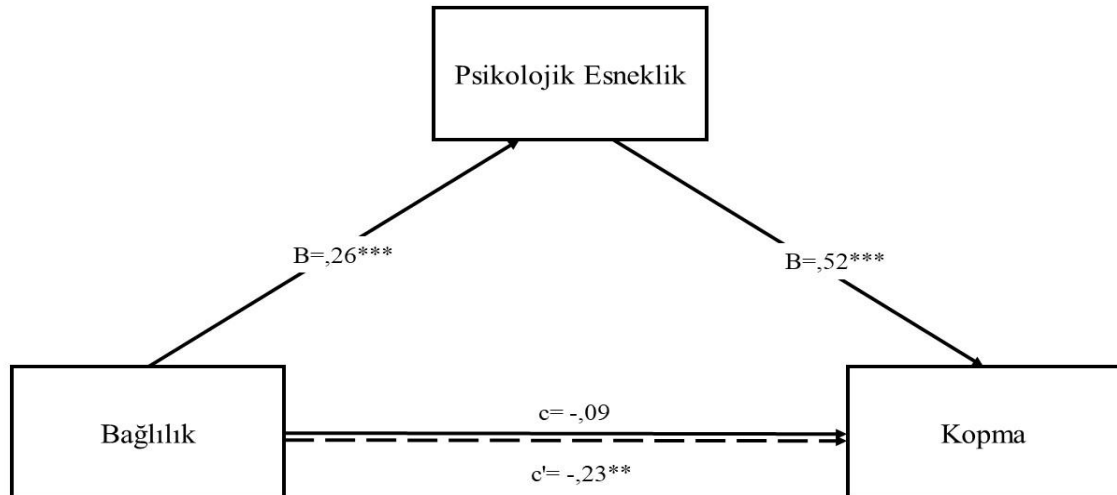 Psikolojik Esneklik
B=,26***
B=,52***
c= -,09
Bağlılık
Kopma
c'= -,23**